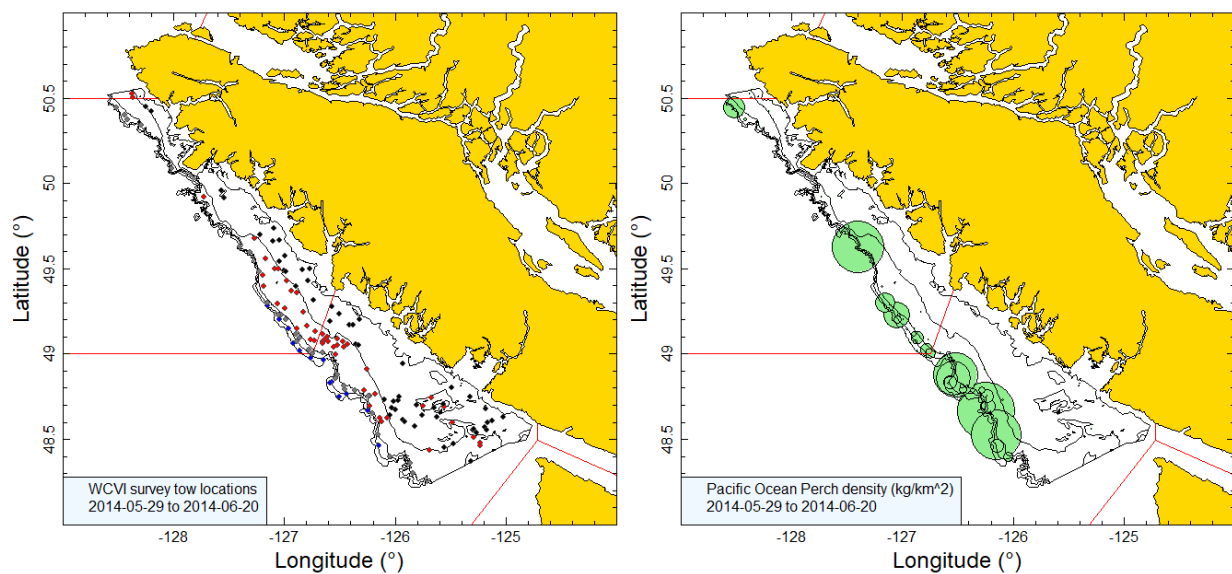 50.5
50
49.5
49
48.5
Latitude (°)
WCVI survey tow locations
2014-05-29 to 2014-06-20
-128
-127
-126
-125
Longitude (°)
50.5
50
49.5
49
48.5
Latitude (°)
Pacific Ocean Perch density (kg/km^2)
2014-05-29 to 2014-06-20
-128
-127
-126
-125
Longitude (°)